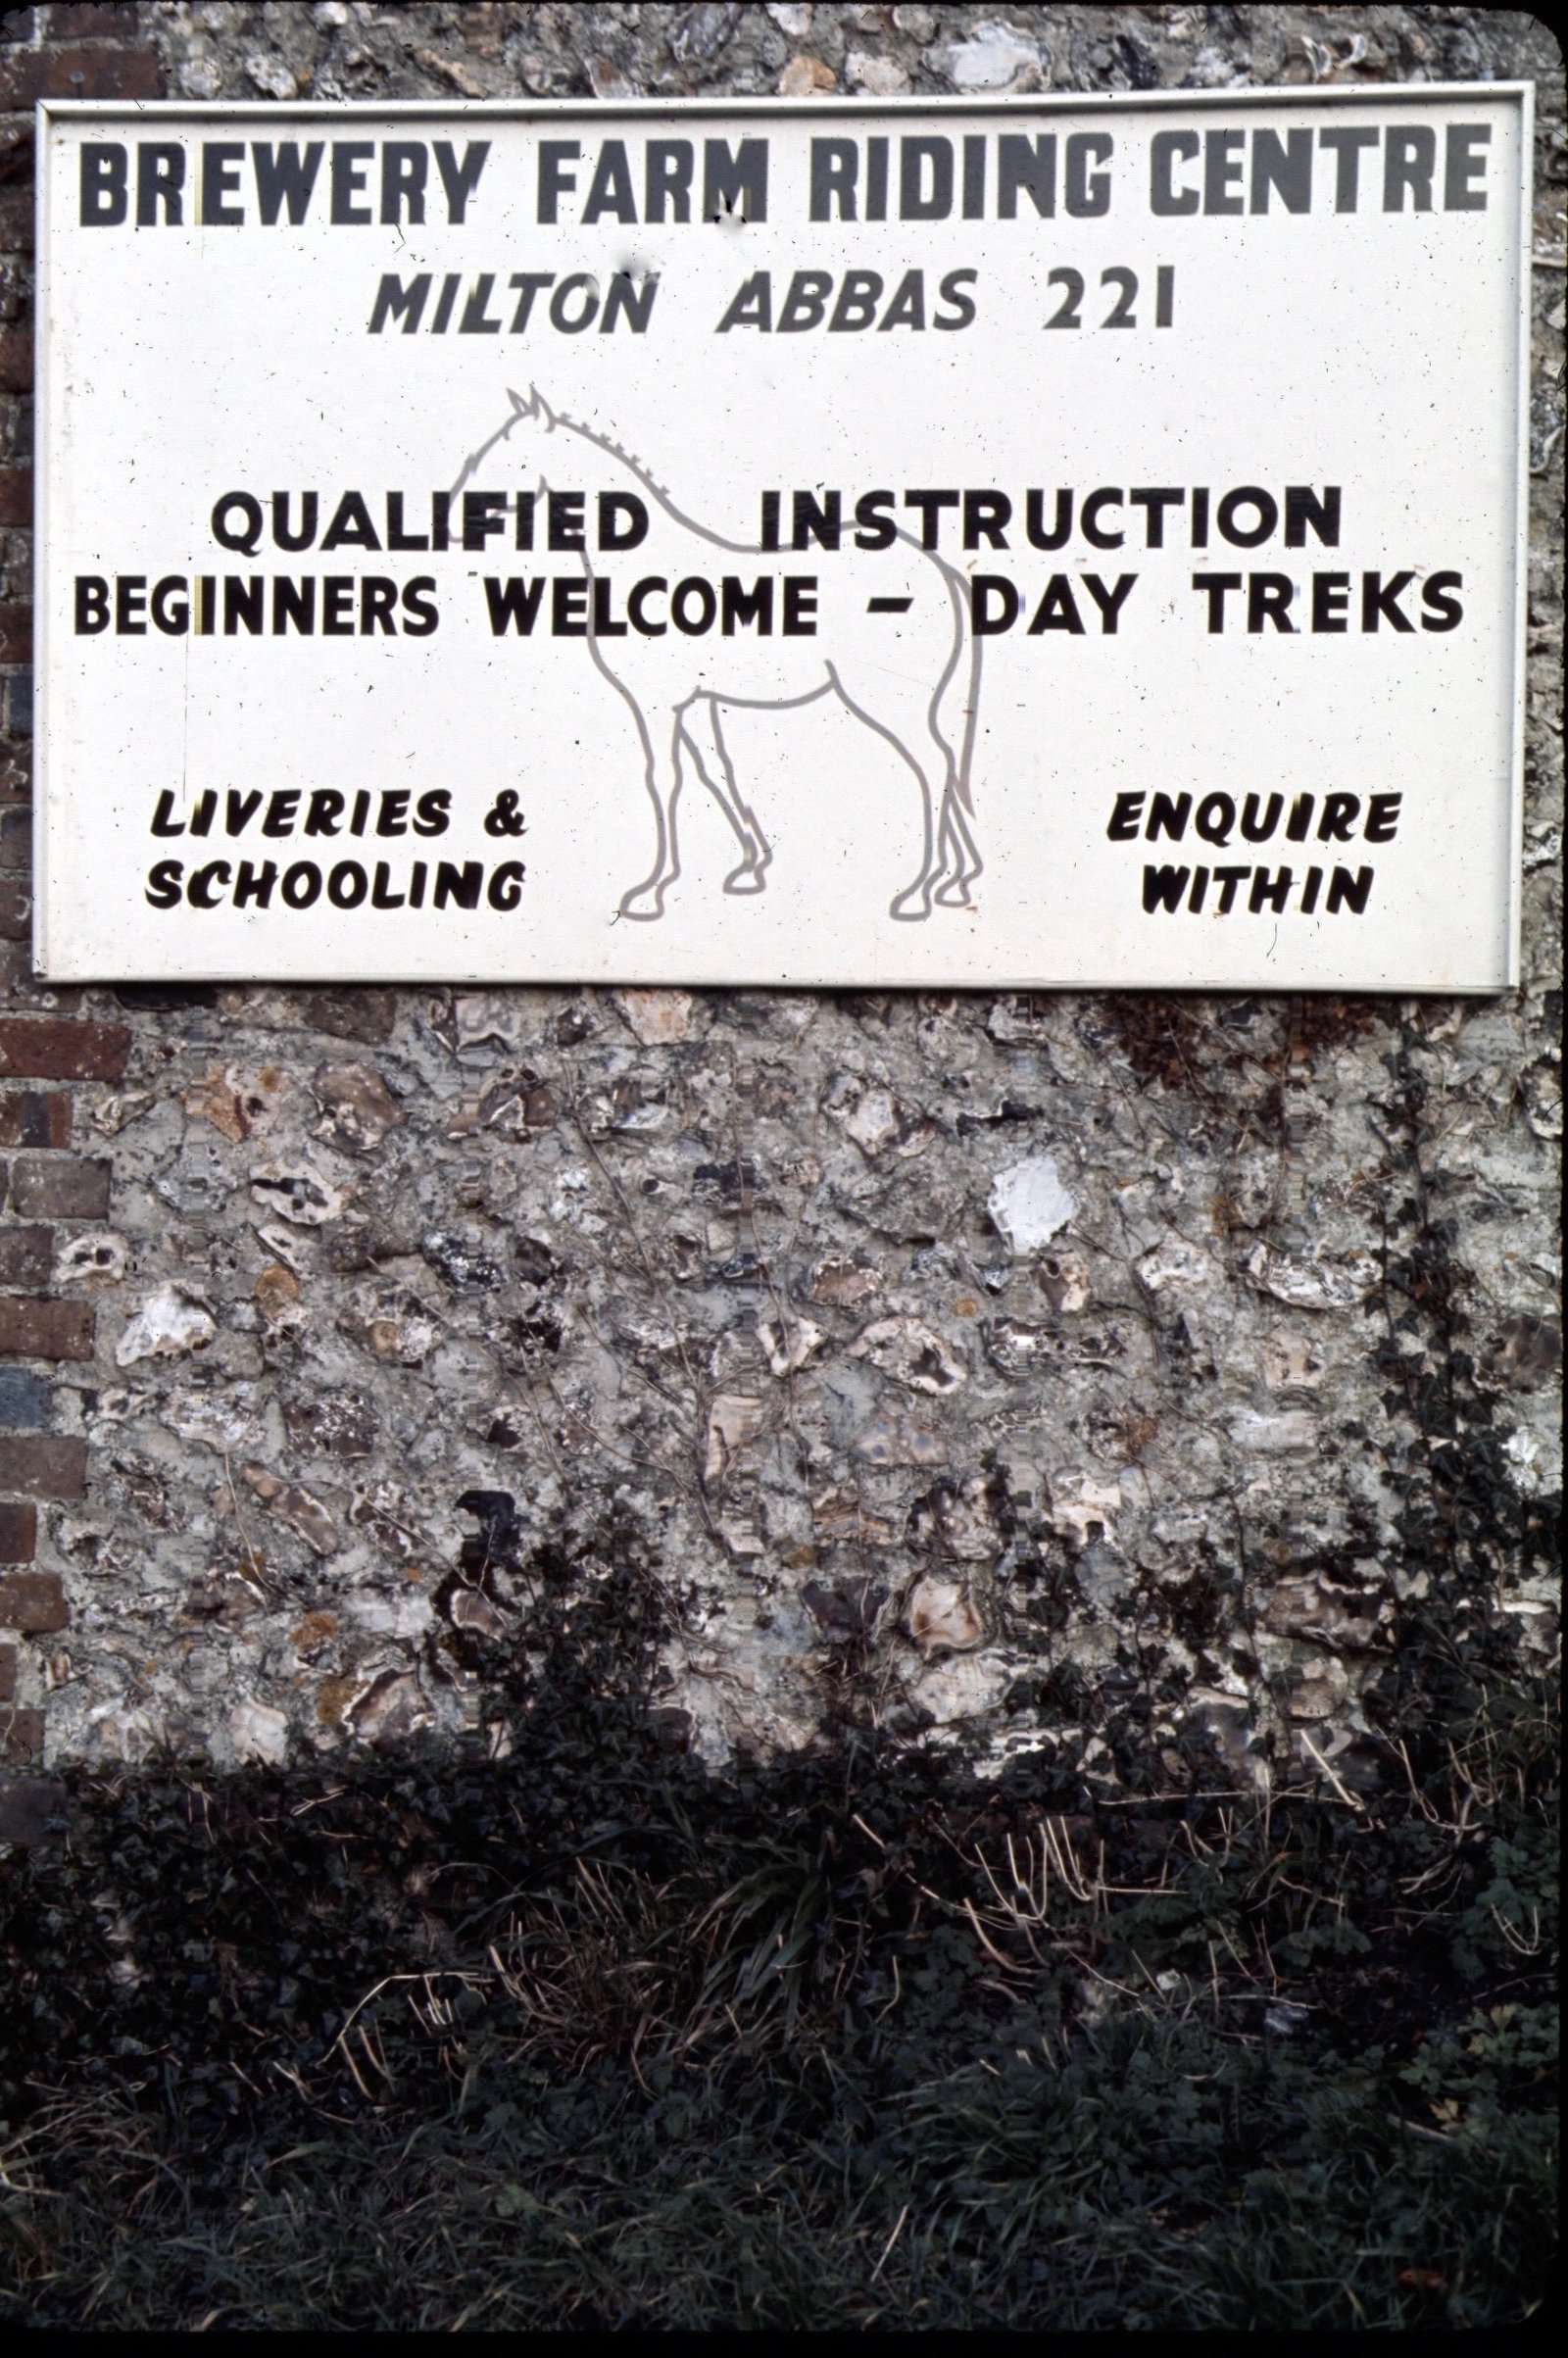 BREWERY FARM RIDING CENTRE
MILTON ABBAS 221
QUALIFIED INSTRUCTION
BEGINNERS WELCOME – DAY TREKS
LIVERIES &
SCHOOLING
ENQUIRE
WITHIN